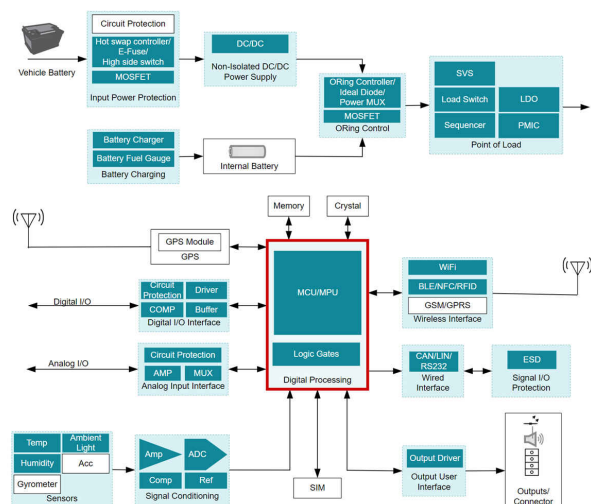 Circuit Protection
Hot swap controller/
E-Fuse/
High side switch
MOSFET
Input Power Protection
Vehicle Battery
DC/DC
Non-Isolated DC/DC
Power Supply
ORing Controller/
Ideal Diode/
Power MUX
MOSFET
ORing Control
SVS
Load Switch
LDO
Sequencer
PMIC
Point of Load
Battery Charger
Battery Fuel Gauge
Battery Charging
Internal Battery
Memory
Crystal
GPS Module
GPS
MCU/MPU
Logic Gates
Digital Processing
WiFi
BLE/NFC/RFID
GSM/GPRS
Wireless Interface
Digital I/O
Circuit
Protection
Driver
COMP
Buffer
Digital I/O Interface
Analog I/O
Circuit Protection
AMP
MUX
Analog Input Interface
CAN/LIN/
RS232
Wired
Interface
ESD
Signal I/O
Protection
Temp
Ambient
Light
Humidity
Acc
Gyrometer
Sensors
Amp
ADC
Comp
Ref
Signal Conditioning
SIM
Output Driver
Output User
Interface
Outputs/
Connector